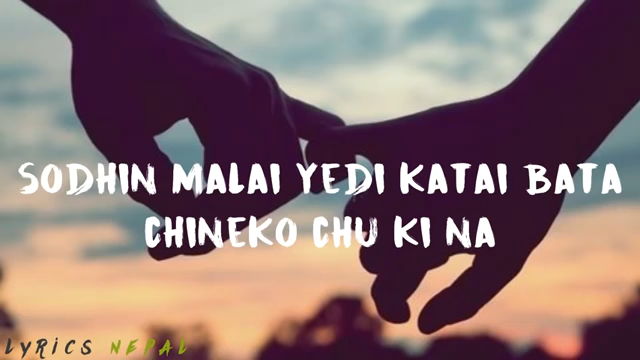 SODHIN MALAI YEDI KATAI BATA
CHINEKO CHU KI NA
LYRICS NEPAL